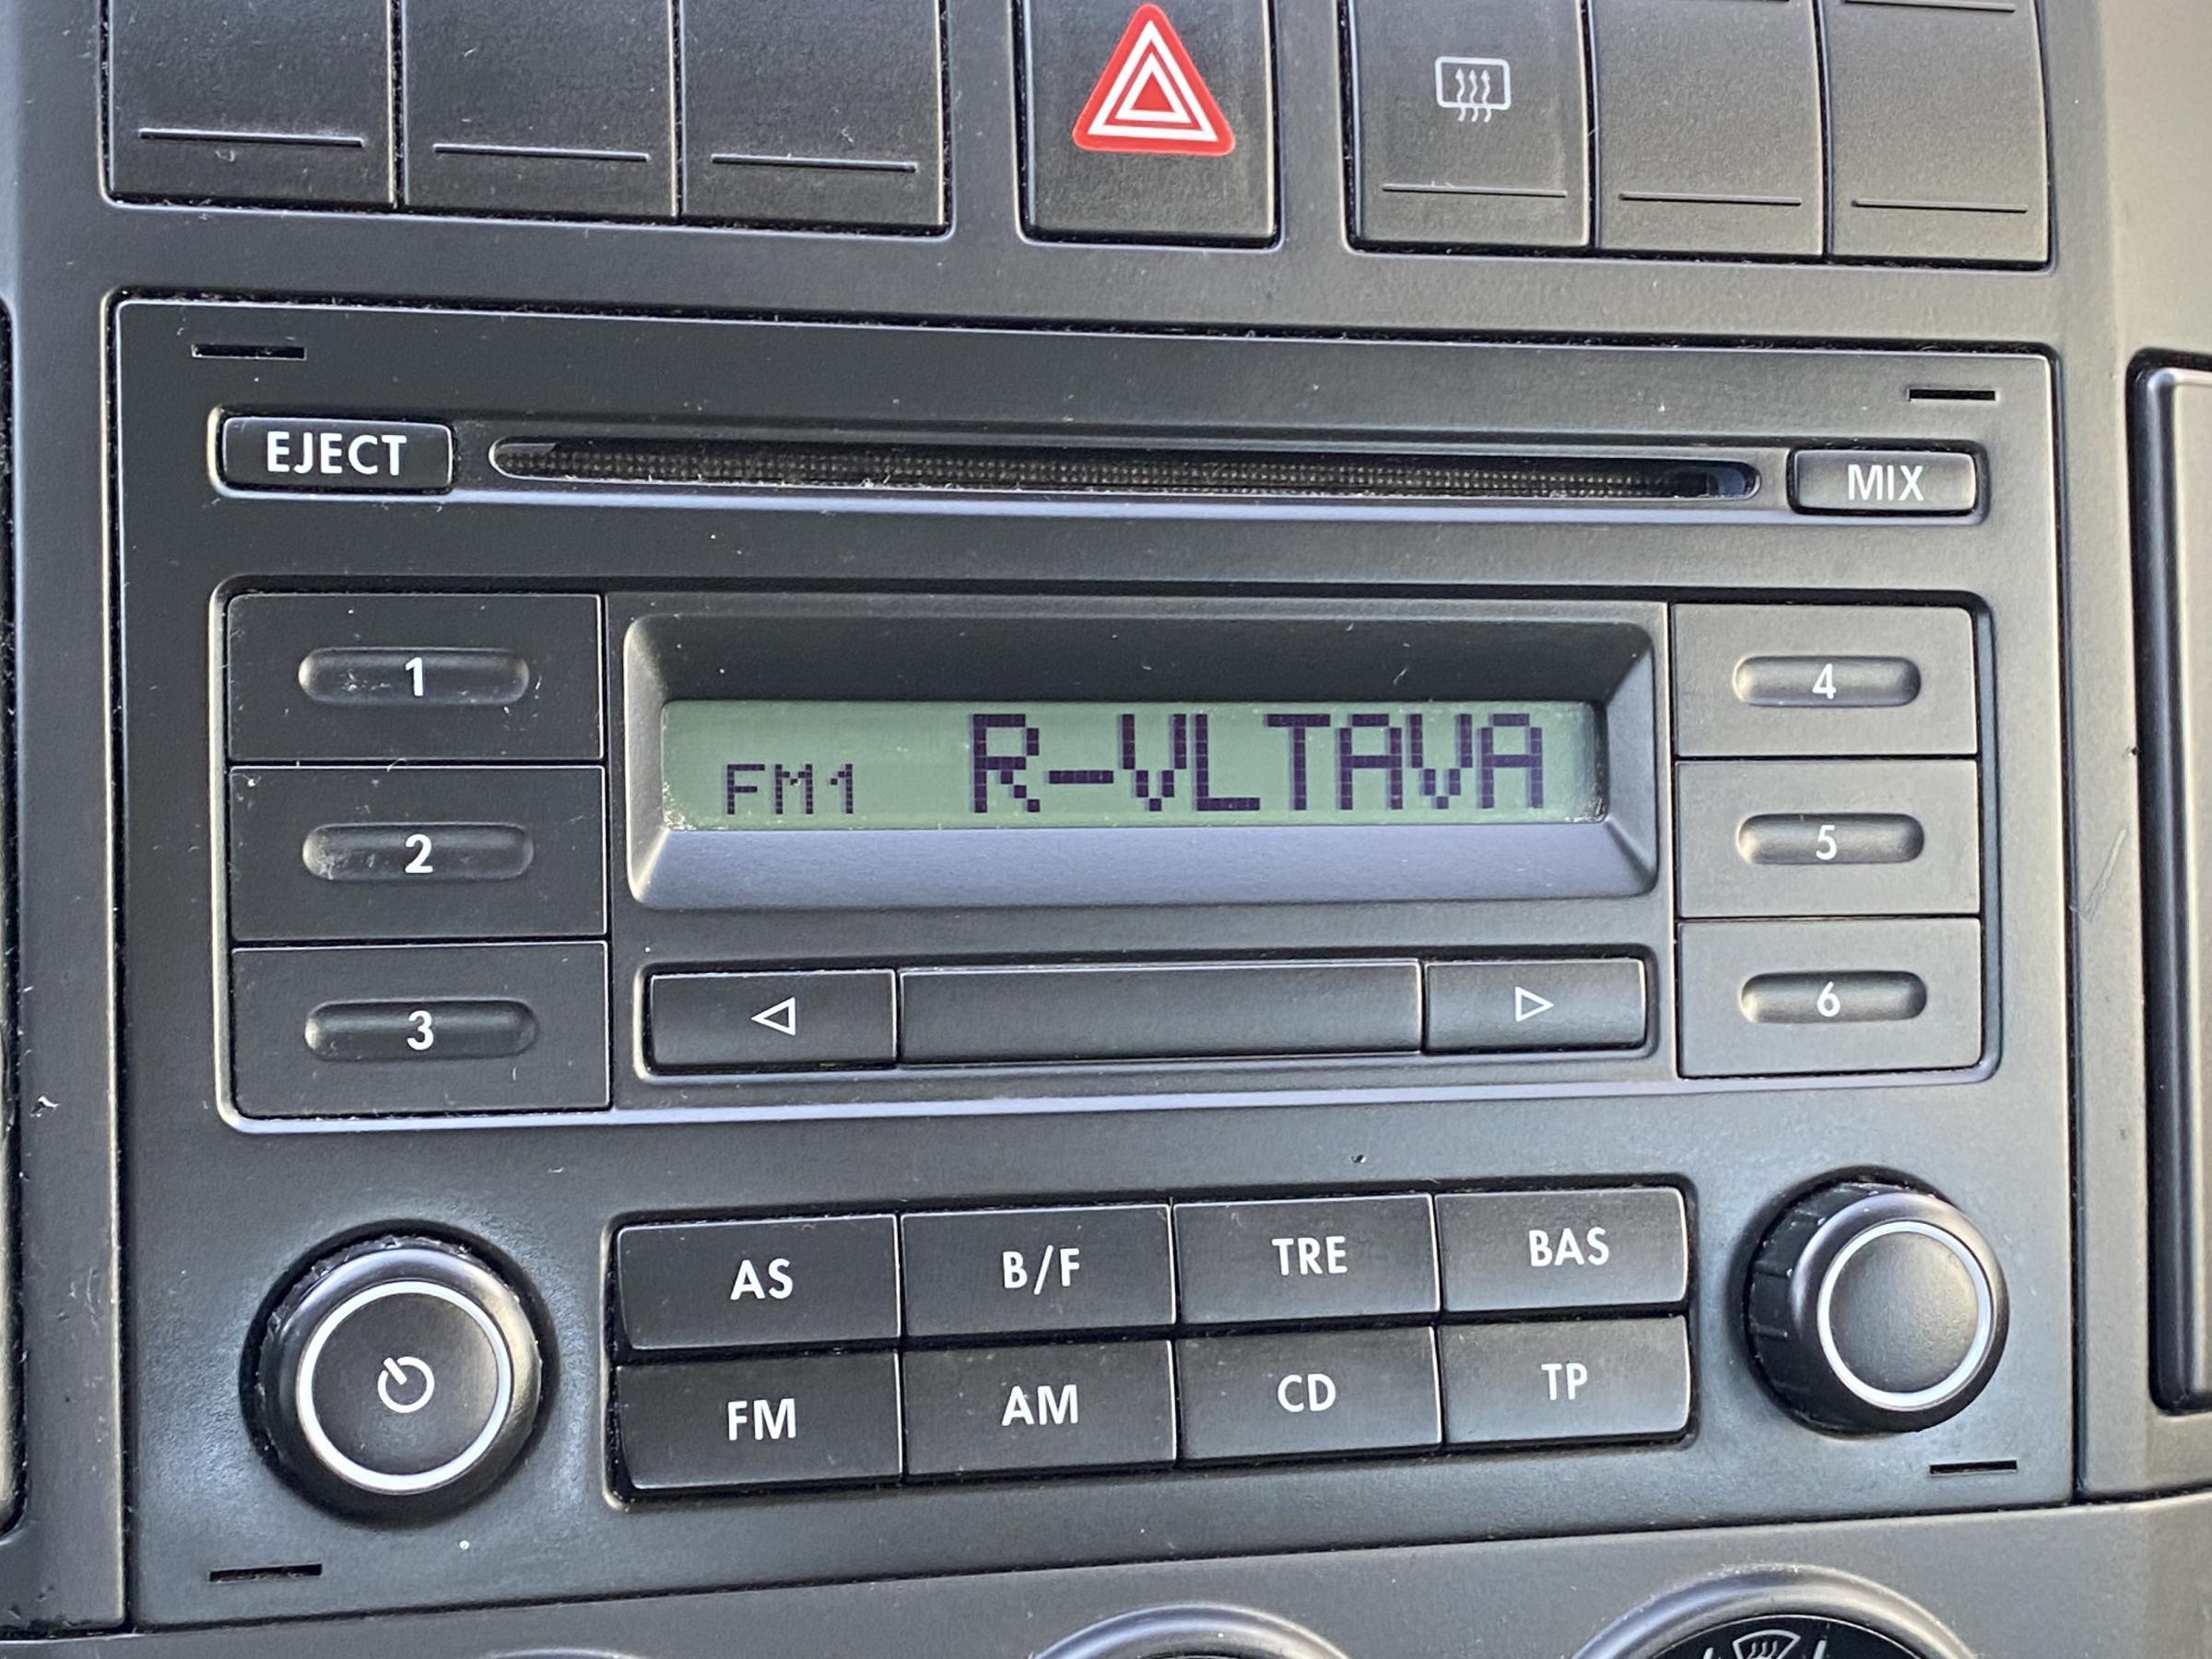 EJECT
MIX
1
4
FM1 R-VLTAVA
2
5
3
6
AS B/F TRE BAS
FM AM CD TP